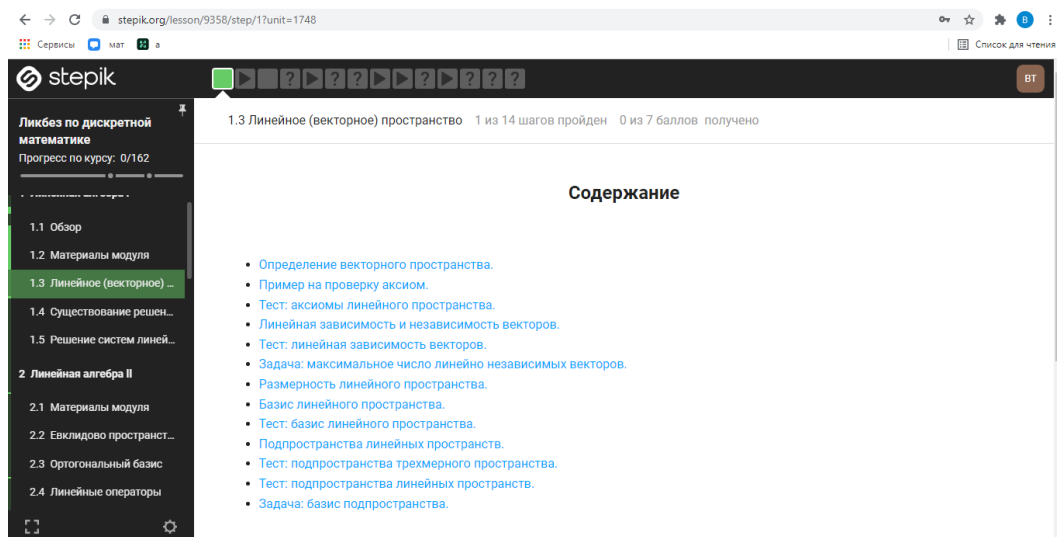 stepik.org/lesson/9358/step/1?unit=1748
B
Сервисы мат a
Список для чтения
stepik
? ? ? ? ? ? ?
ВТ
Ликбез по дискретной
математике
Прогресс по курсу: 0/162
1.3 Линейное (векторное) пространство 1 из 14 шагов пройден 0 из 7 баллов получено
1.1 Обзор
1.2 Материалы модуля
1.3 Линейное (векторное) ...
1.4 Существование решен...
1.5 Решение систем линей...
2 Линейная алгебра II
2.1 Материалы модуля
2.2 Евклидово пространст...
2.3 Ортогональный базис
2.4 Линейные операторы
Содержание
Определение векторного пространства.
Пример на проверку аксиом.
Тест: аксиомы линейного пространства.
Линейная зависимость и независимость векторов.
Тест: линейная зависимость векторов.
Задача: максимальное число линейно независимых векторов.
Размерность линейного пространства.
Базис линейного пространства.
Тест: базис линейного пространства.
Подпространства линейных пространств.
Тест: подпространства трехмерного пространства.
Тест: подпространства линейных пространств.
Задача: базис подпространства.